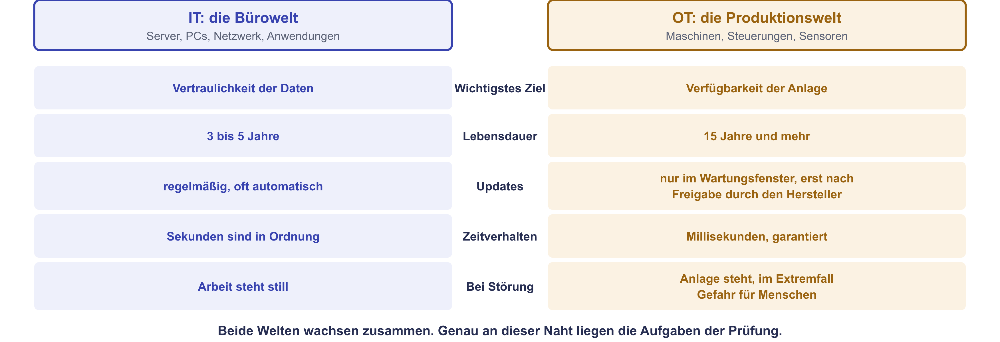 IT: die Bürowelt
Server, PCs, Netzwerk, Anwendungen
OT: die Produktionswelt
Maschinen, Steuerungen, Sensoren
Vertraulichkeit der Daten
Wichtigstes Ziel
Verfügbarkeit der Anlage
3 bis 5 Jahre
Lebensdauer
15 Jahre und mehr
regelmäßig, oft automatisch
Updates
nur im Wartungsfenster, erst nach
Freigabe durch den Hersteller
Sekunden sind in Ordnung
Zeitverhalten
Millisekunden, garantiert
Arbeit steht still
Bei Störung
Anlage steht, im Extremfall
Gefahr für Menschen
Beide Welten wachsen zusammen. Genau an dieser Naht liegen die Aufgaben der Prüfung.